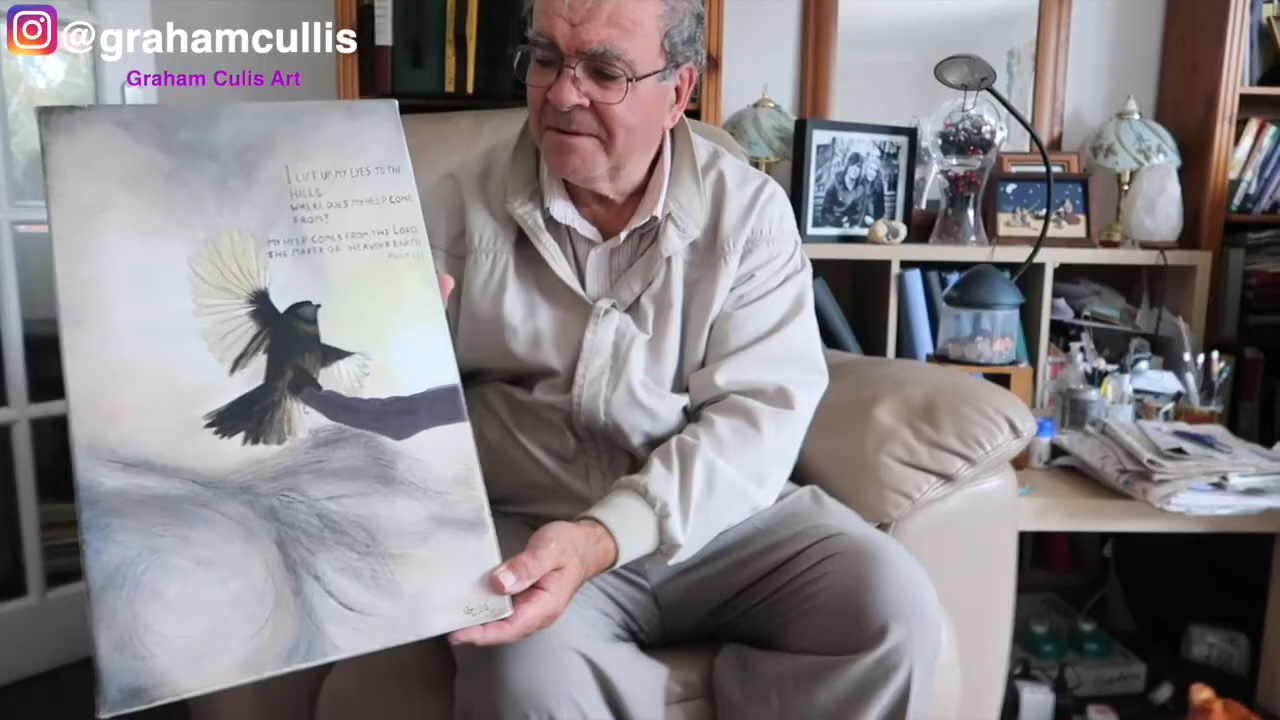 @grahamcullis
Graham Culis Art
I LIFT UP MY EYES TO THE
HILLS
WHERE DOES MY HELP COME
FROM?
MY HELP COMES FROM THE LORD,
THE MAKER OF HEAVEN & EARTH